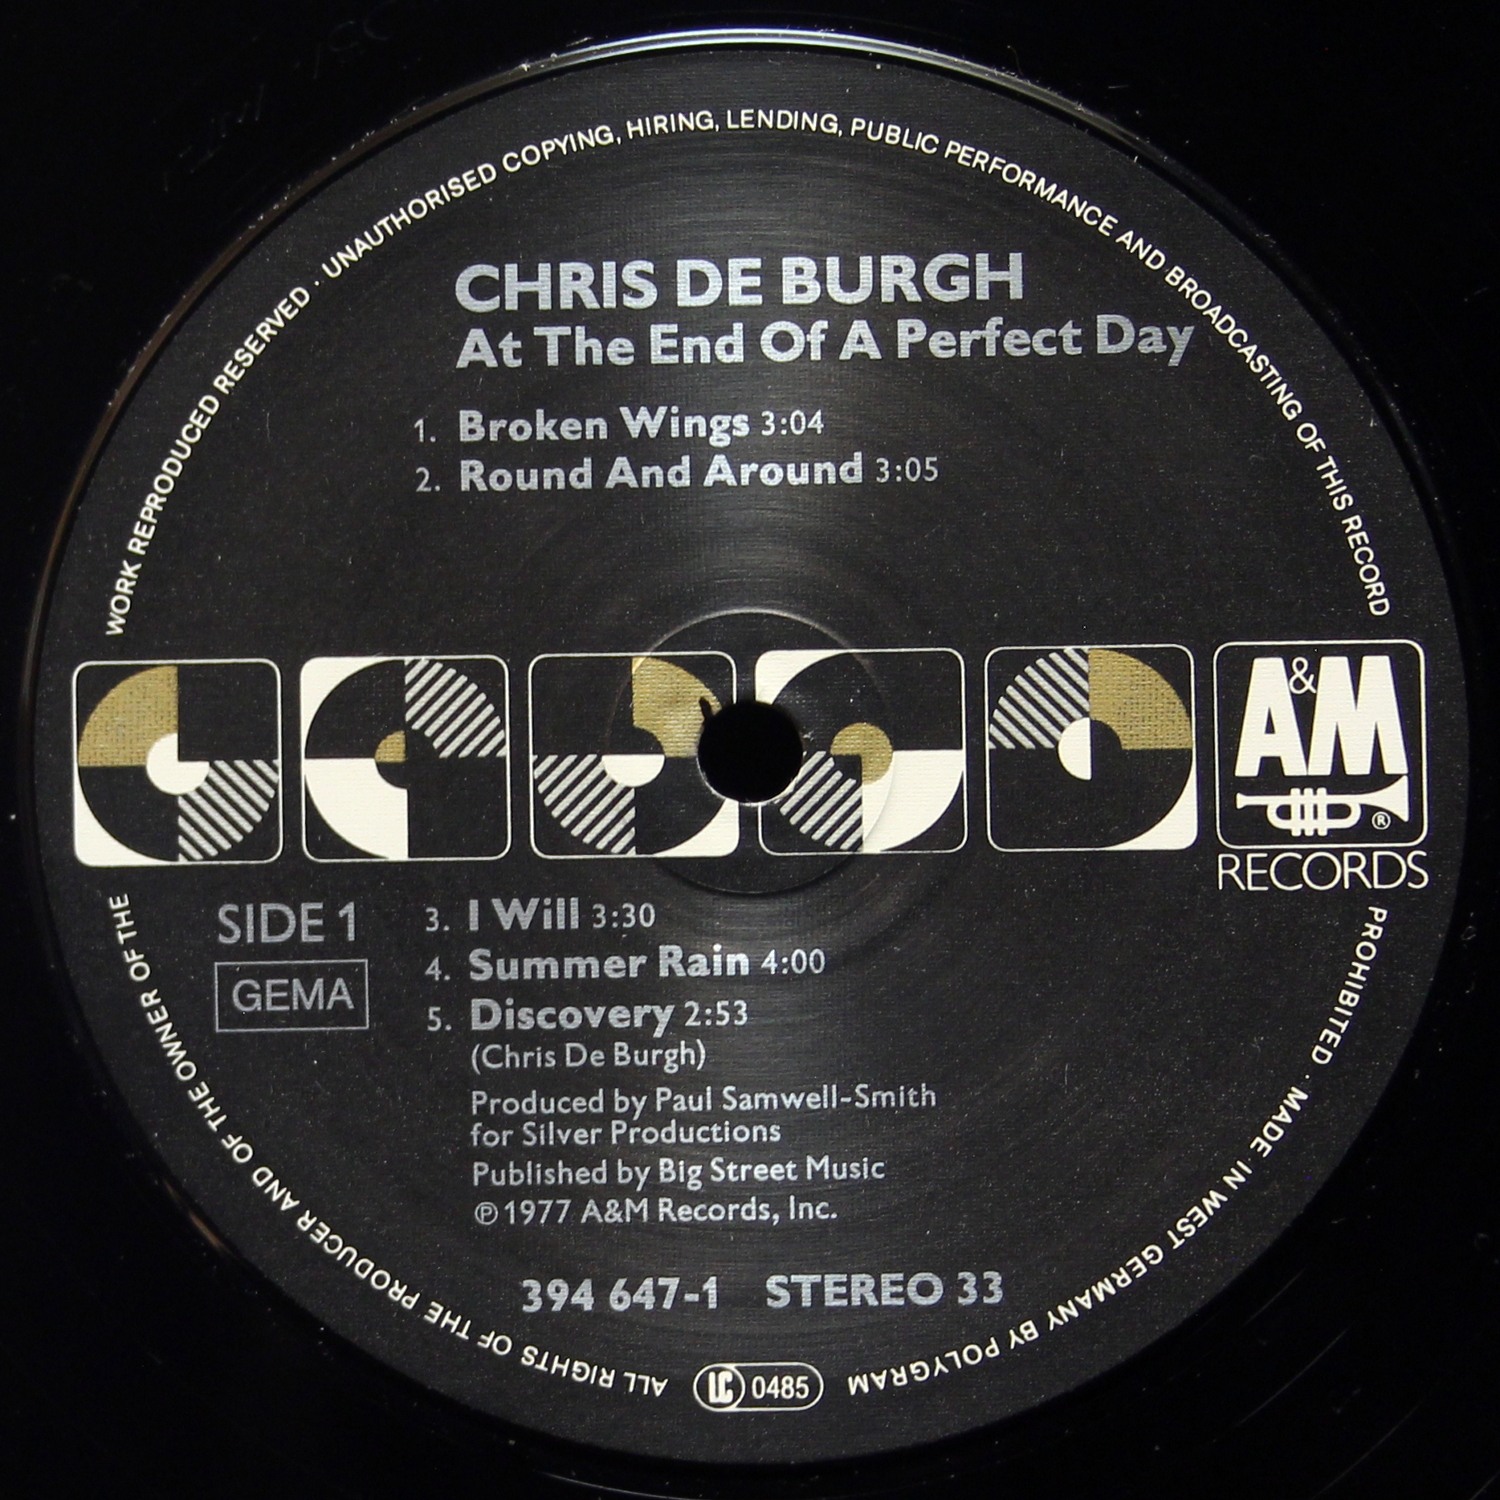 CHRIS DE BURGH
At The End Of A Perfect Day
1. Broken Wings 3:04
2. Round And Around 3:05
A&M
®
RECORDS
SIDE 1
GEMA
3. I Will 3:30
4. Summer Rain 4:00
5. Discovery 2:53
(Chris De Burgh)
Produced by Paul Samwell-Smith
for Silver Productions
Published by Big Street Music
℗ 1977 A&M Records, Inc.
394 647-1 STEREO 33
LC 0485
ALL RIGHTS OF THE PRODUCER AND OF THE OWNER OF THE WORK REPRODUCED RESERVED · UNAUTHORISED COPYING, HIRING, LENDING, PUBLIC PERFORMANCE AND BROADCASTING OF THIS RECORD PROHIBITED · MADE IN WEST GERMANY BY POLYGRAM